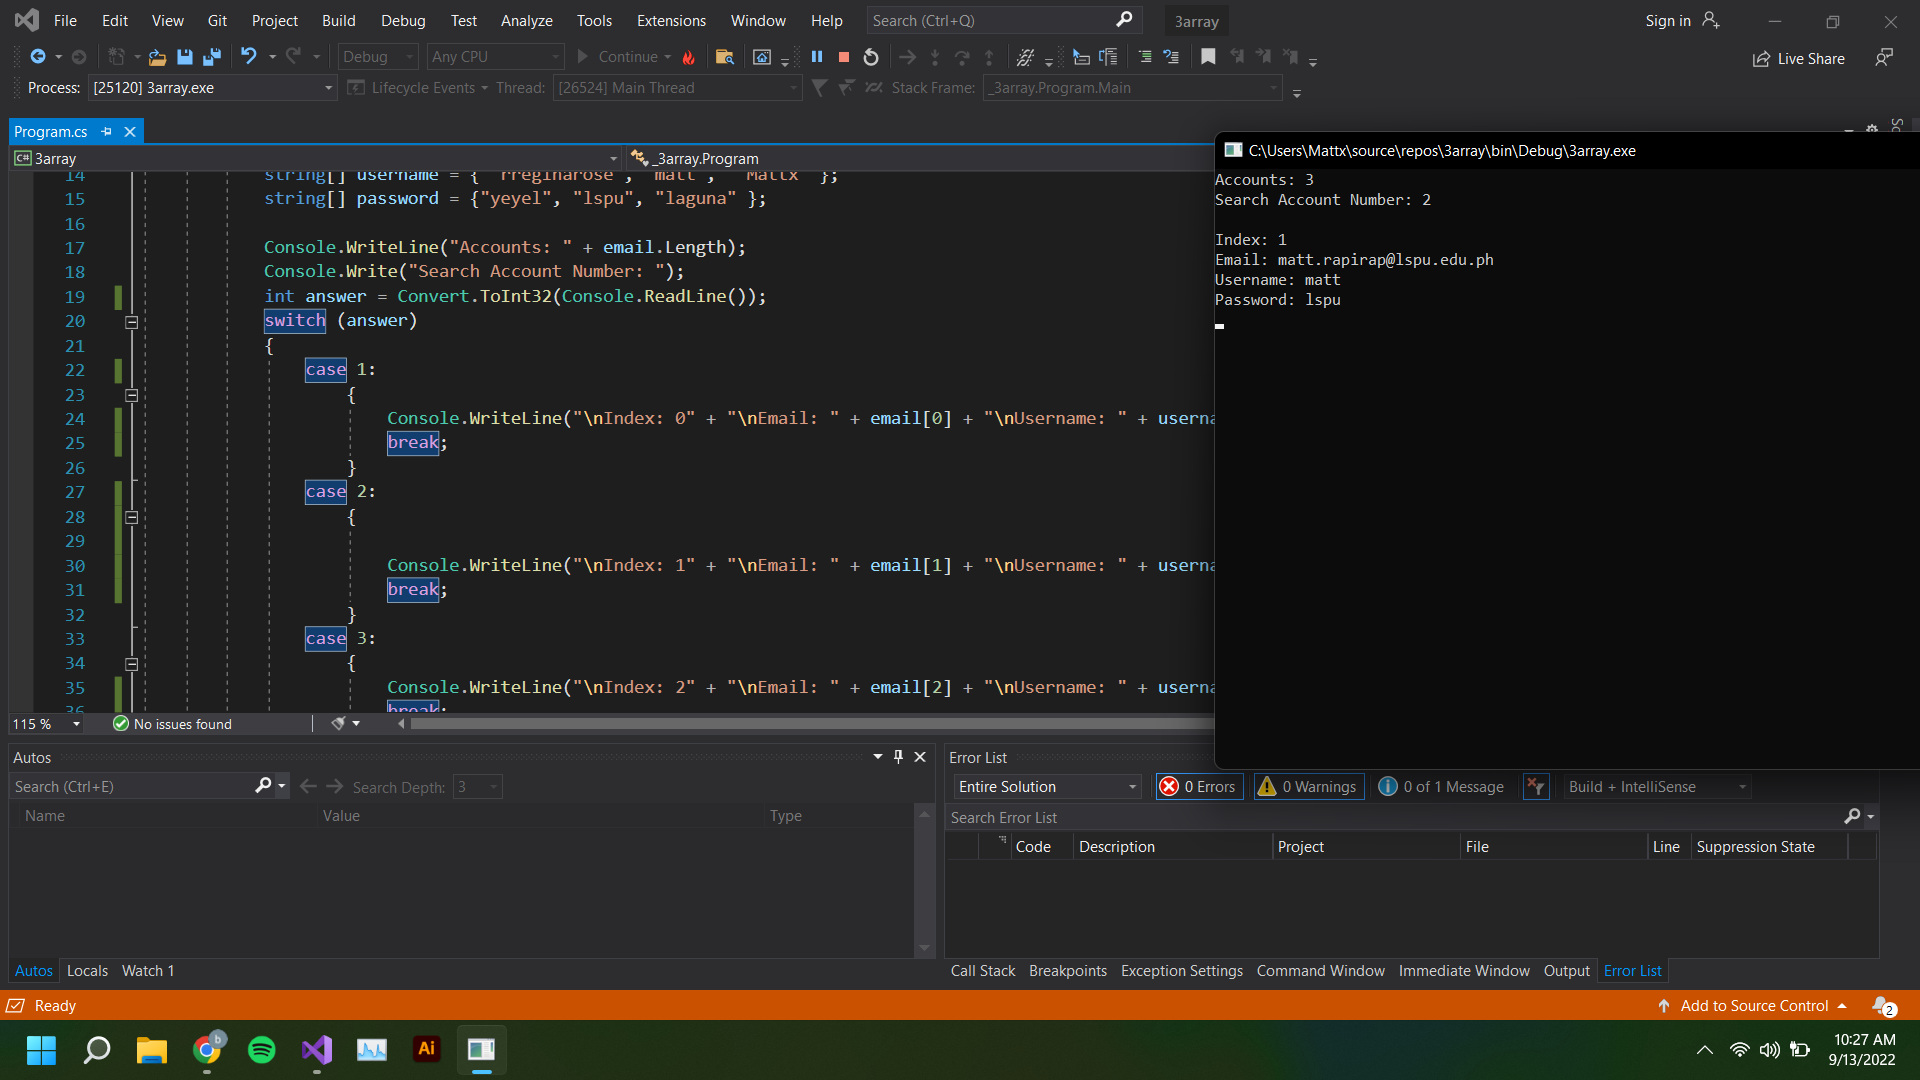 File Edit View Git Project Build Debug Test Analyze Tools Extensions Window Help Search (Ctrl+Q) 3array Sign in
Debug Any CPU Continue Live Share
Process: [25120] 3array.exe Lifecycle Events Thread: [26524] Main Thread Stack Frame: _3array.Program.Main
Program.cs
C# 3array _3array.Program
14 string[] username = { "rreginarose", "matt", "Mattx" };
15 string[] password = {"yeyel", "lspu", "laguna" };
16
17 Console.WriteLine("Accounts: " + email.Length);
18 Console.Write("Search Account Number: ");
19 int answer = Convert.ToInt32(Console.ReadLine());
20 switch (answer)
21 {
22 case 1:
23 {
24 Console.WriteLine("\nIndex: 0" + "\nEmail: " + email[0] + "\nUsername: " + userna
25 break;
26 }
27 case 2:
28 {
29
30 Console.WriteLine("\nIndex: 1" + "\nEmail: " + email[1] + "\nUsername: " + userna
31 break;
32 }
33 case 3:
34 {
35 Console.WriteLine("\nIndex: 2" + "\nEmail: " + email[2] + "\nUsername: " + userna
36 break;
115 % No issues found
C:\Users\Mattx\source\repos\3array\bin\Debug\3array.exe
Accounts: 3
Search Account Number: 2
Index: 1
Email: matt.rapirap@lspu.edu.ph
Username: matt
Password: lspu
Autos
Search (Ctrl+E) Search Depth: 3
Name Value Type
Autos Locals Watch 1
Error List
Entire Solution 0 Errors 0 Warnings 0 of 1 Message Build + IntelliSense
Search Error List
Code Description Project File Line Suppression State
Call Stack Breakpoints Exception Settings Command Window Immediate Window Output Error List
Ready Add to Source Control 2
b Ai
10:27 AM
9/13/2022